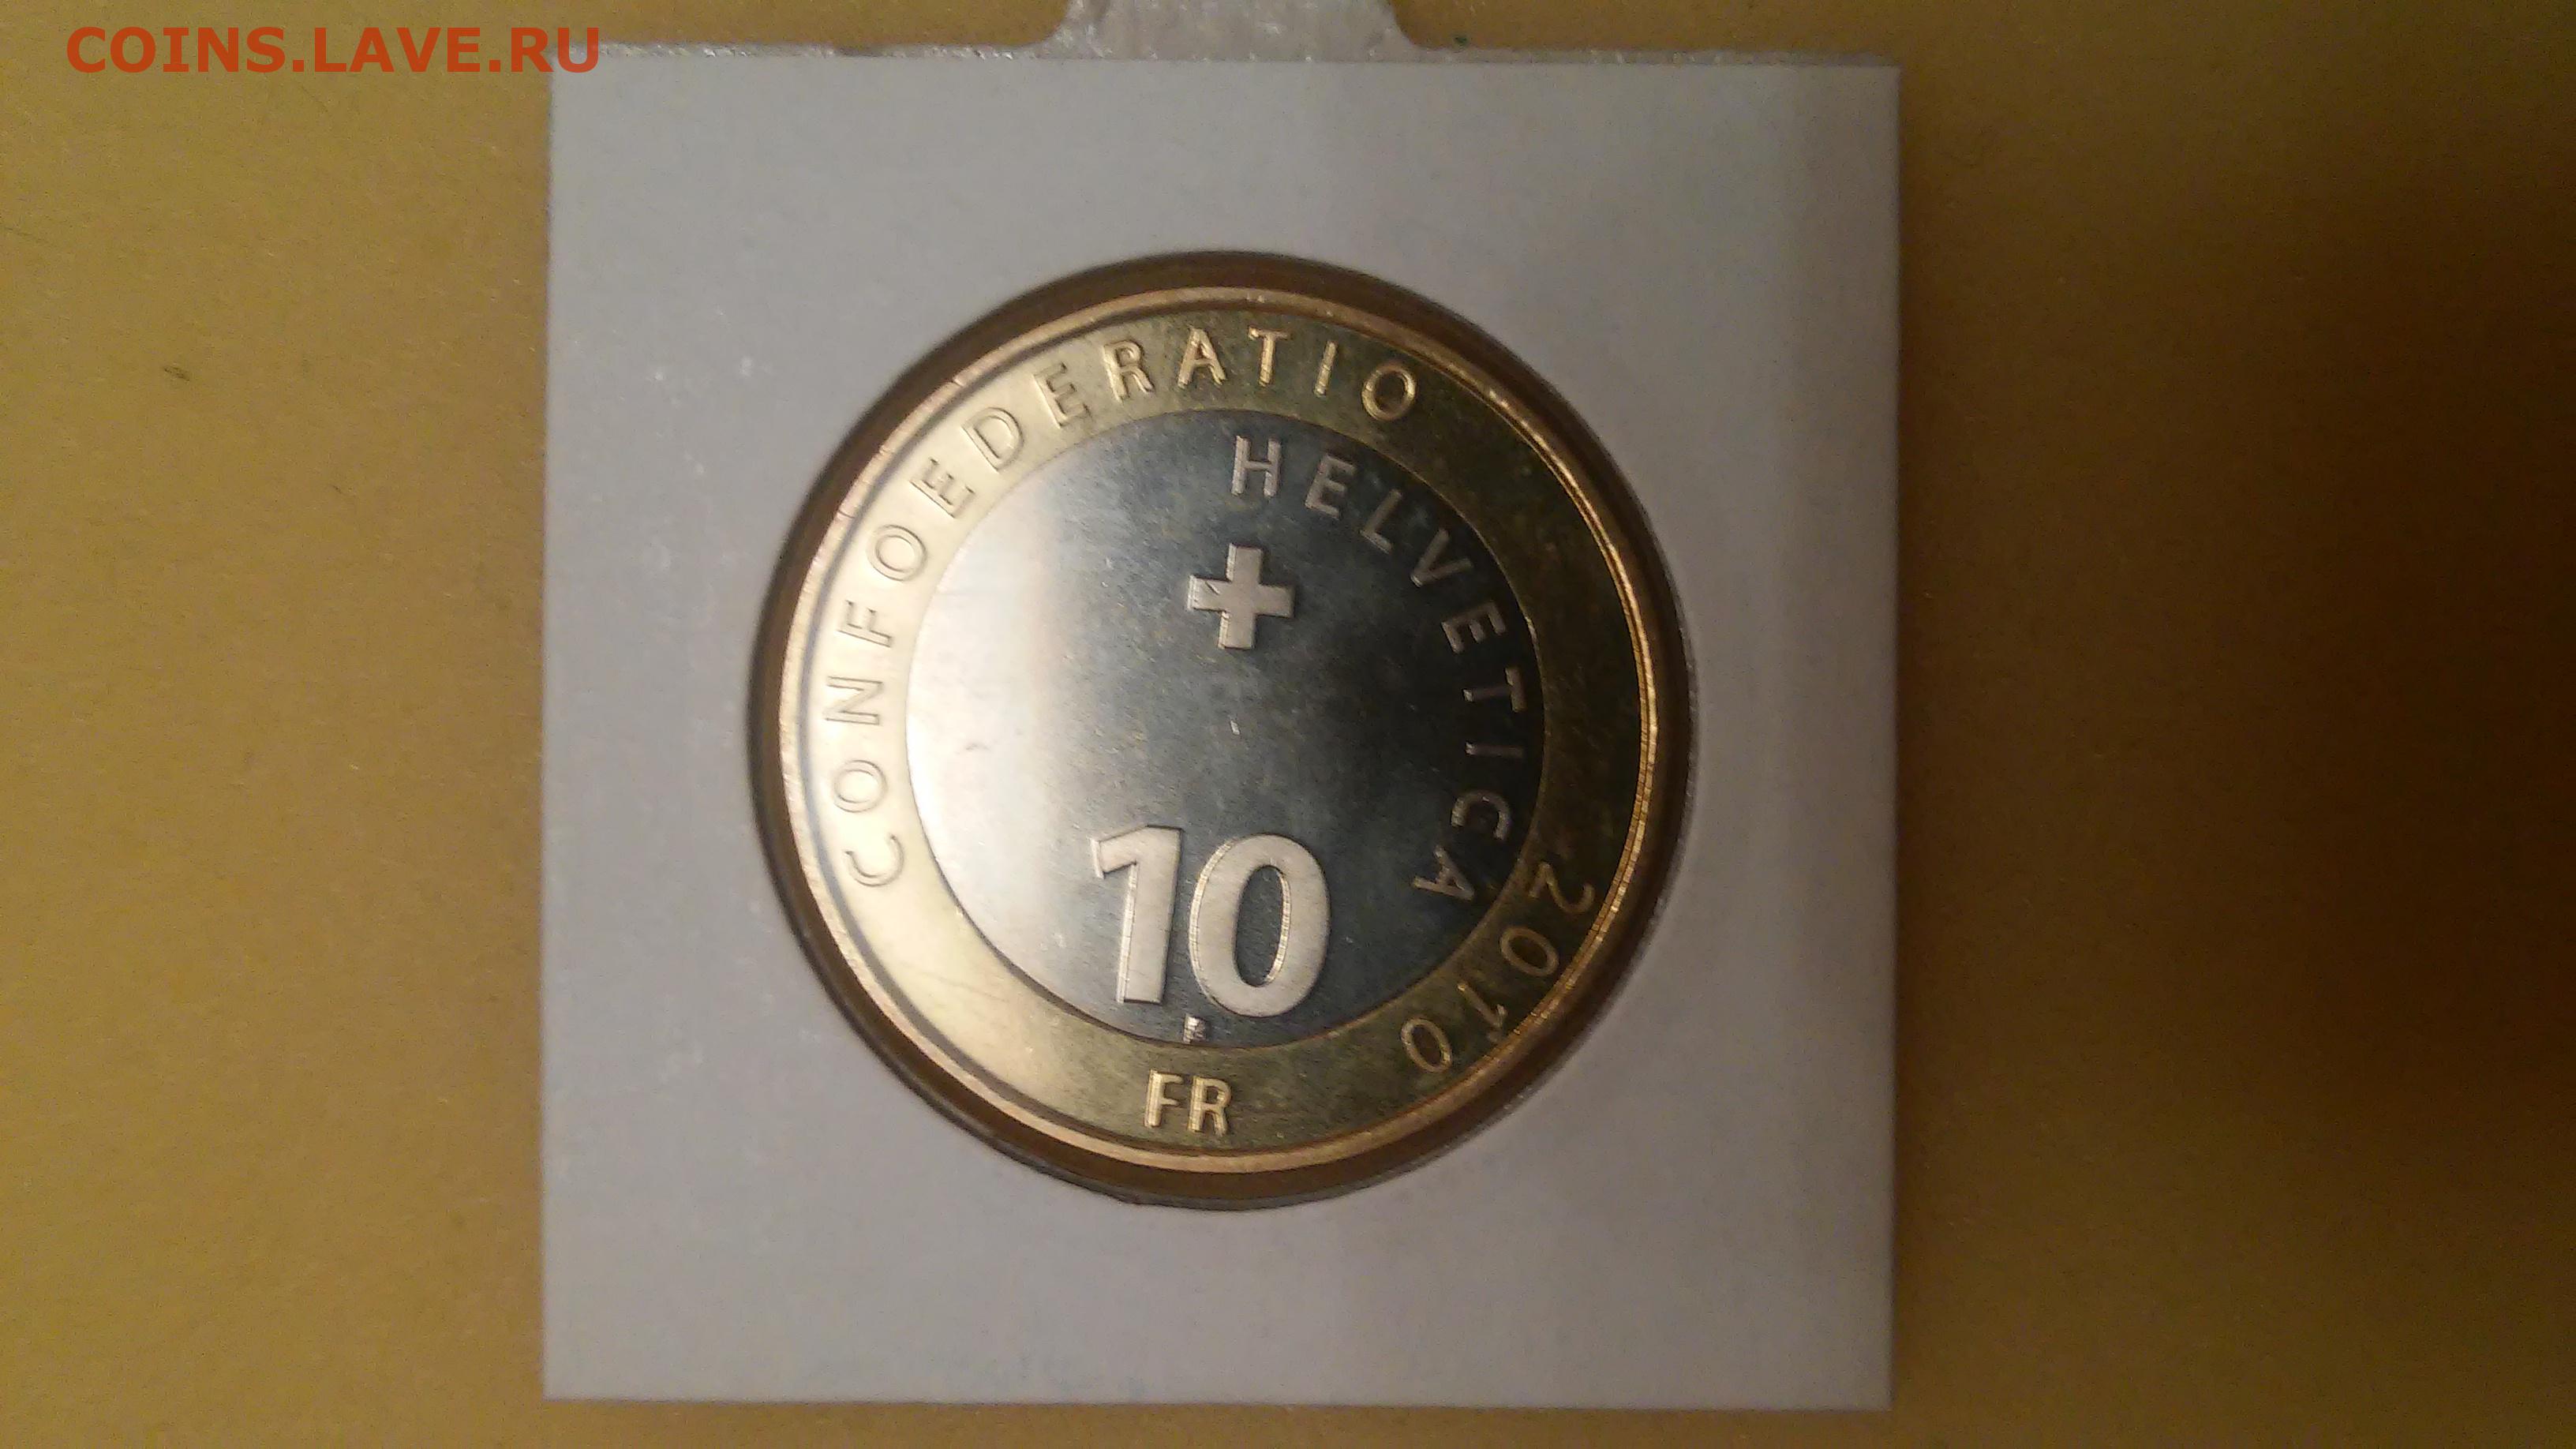 COINS.LAVE.RU
CONFOEDERATIO
HELVETICA
2010
10
B
FR